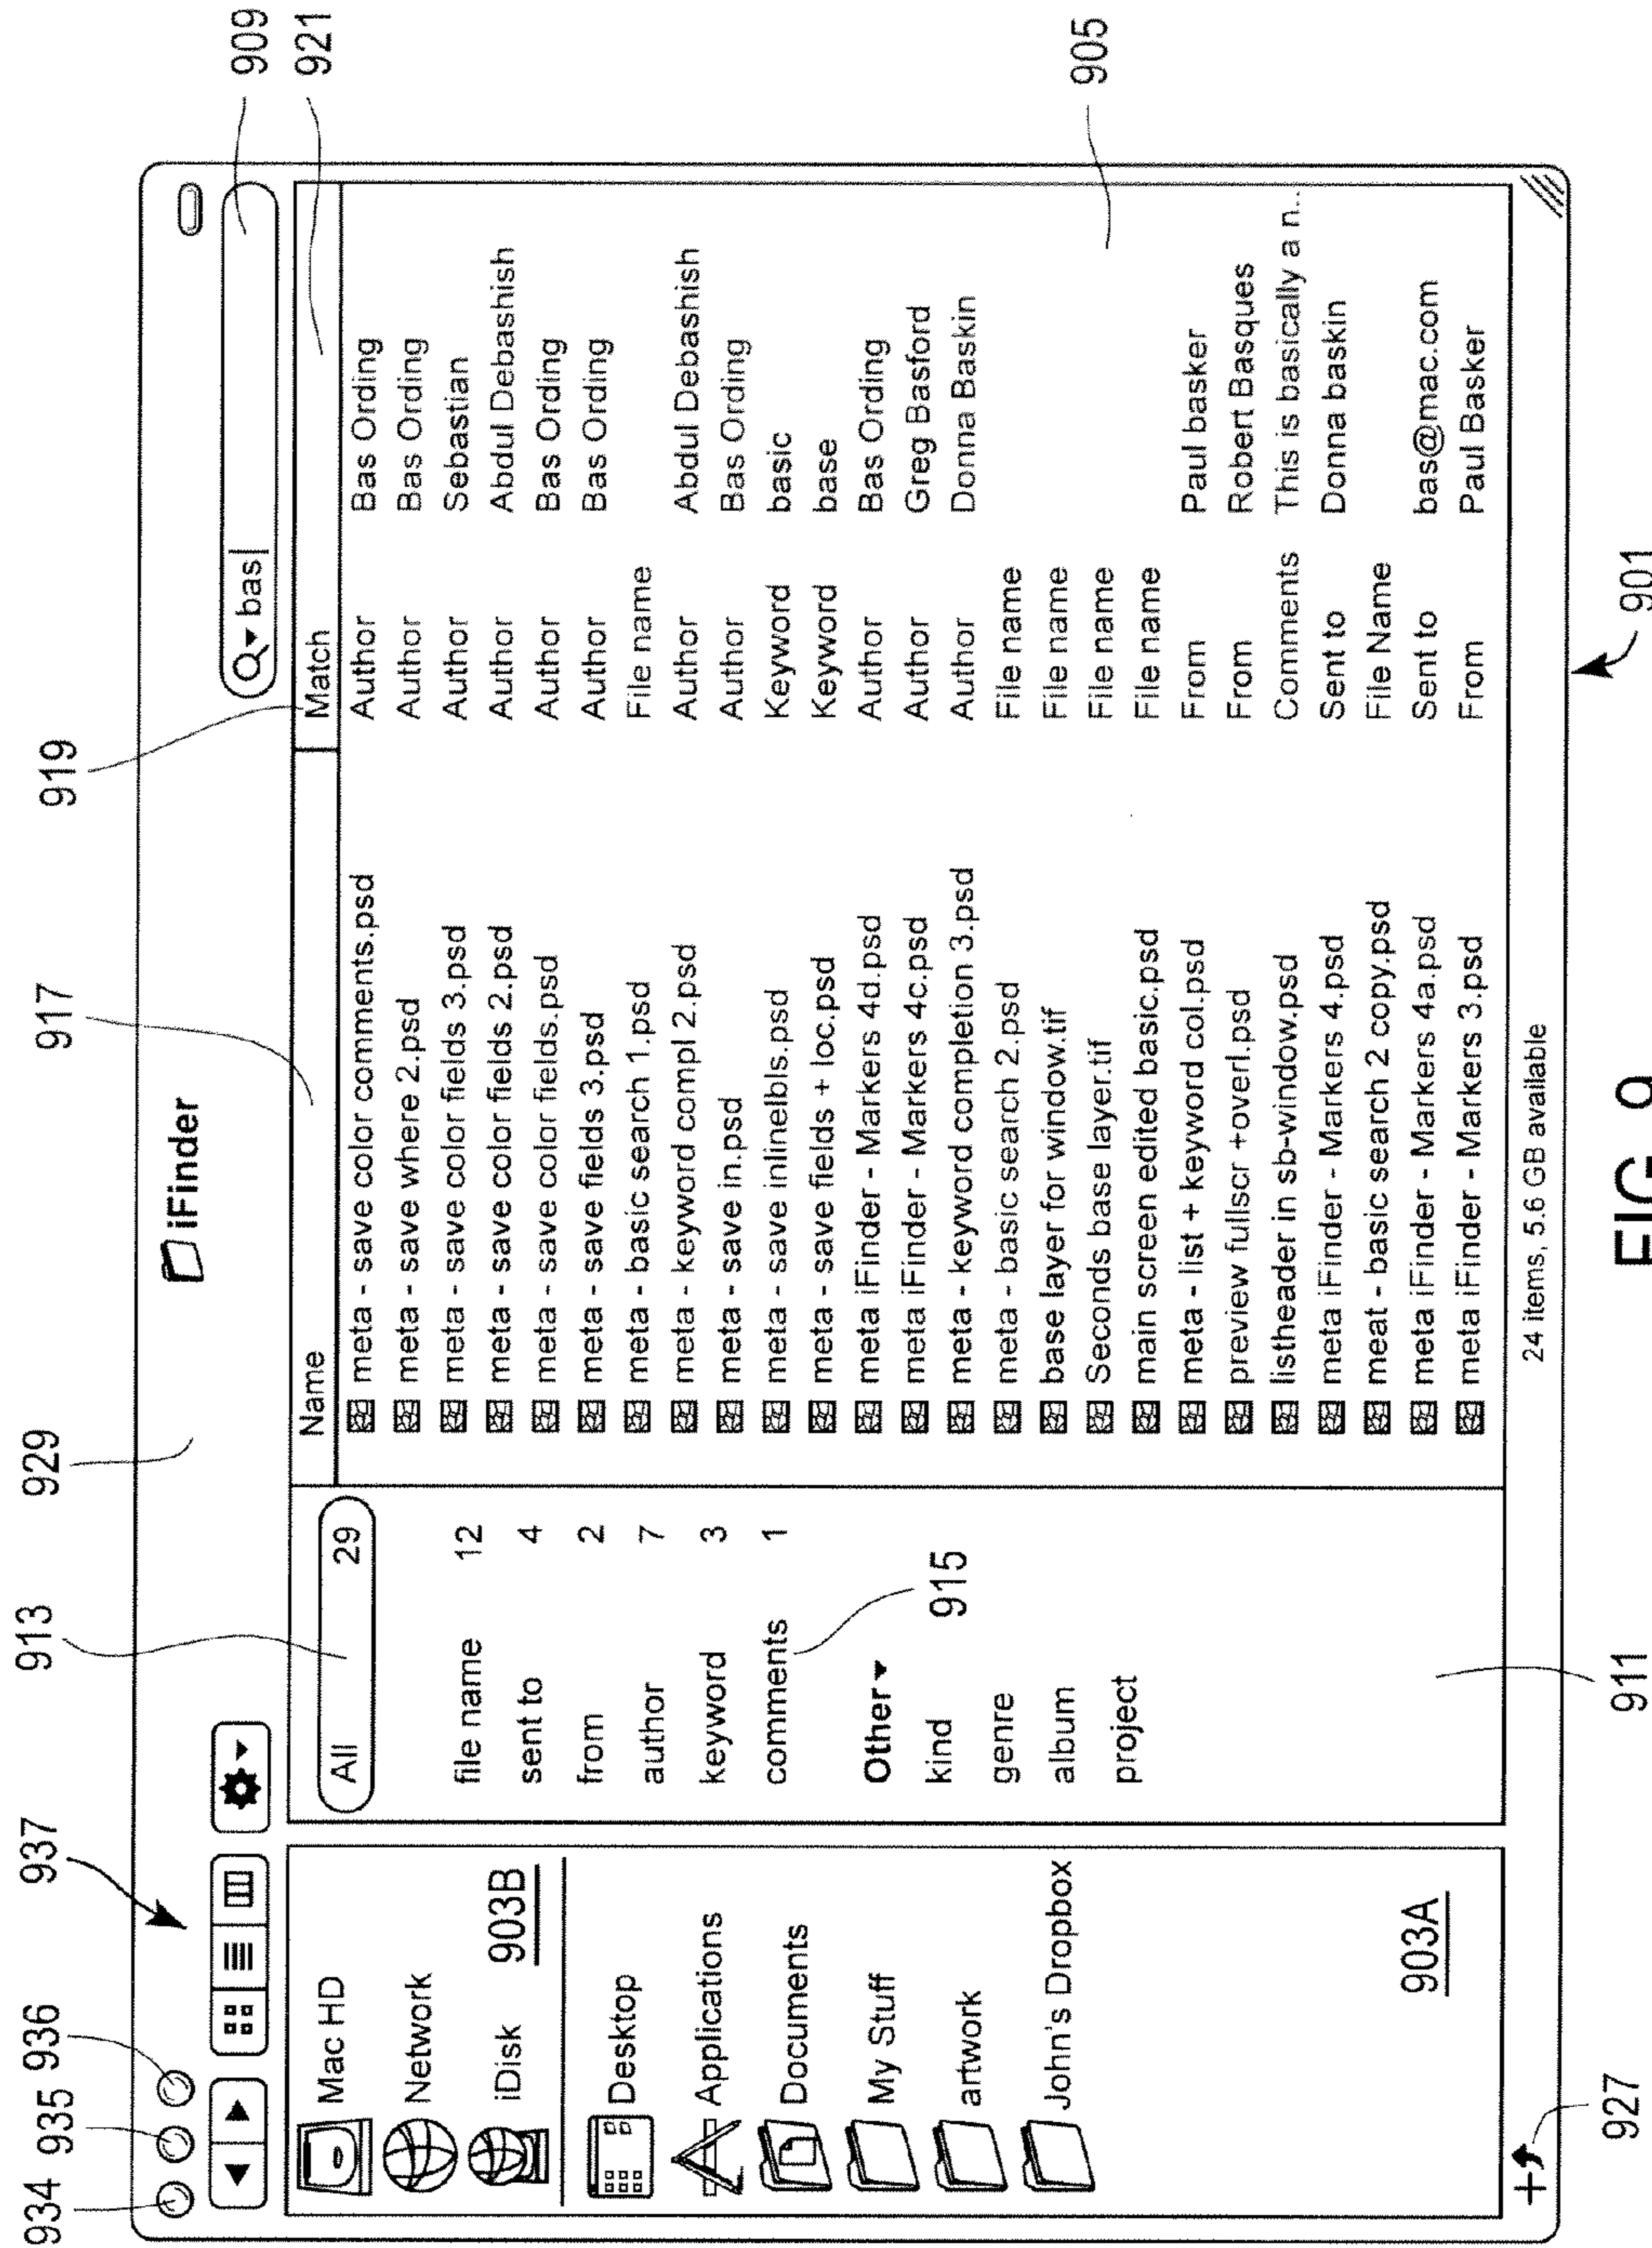 934 935 936 937 913 929 917 919
iFinder
bas
909
921
Mac HD
Network
iDisk
903B
Desktop
Applications
Documents
My Stuff
artwork
John's Dropbox
903A
All 29
file name 12
sent to 4
from 2
author 7
keyword 3
comments 1
915
Other
kind
genre
album
project
Name Match
meta - save color comments.psd Author Bas Ording
meta - save where 2.psd Author Bas Ording
meta - save color fields 3.psd Author Sebastian
meta - save color fields 2.psd Author Abdul Debashish
meta - save color fields.psd Author Bas Ording
meta - save fields 3.psd Author Bas Ording
meta - basic search 1.psd File name
meta - keyword compl 2.psd Author Abdul Debashish
meta - save in.psd Author Bas Ording
meta - save inlinelbls.psd Keyword basic
meta - save fields + loc.psd Keyword base
meta iFinder - Markers 4d.psd Author Bas Ording
meta iFinder - Markers 4c.psd Author Greg Basford
meta - keyword completion 3.psd Author Donna Baskin
meta - basic search 2.psd File name
base layer for window.tif File name
Seconds base layer.tif File name
main screen edited basic.psd File name
meta - list + keyword col.psd From Paul basker
preview fullscr +overl.psd From Robert Basques
listheader in sb-window.psd Comments This is basically a n...
meta iFinder - Markers 4.psd Sent to Donna baskin
meat - basic search 2 copy.psd File Name
meta iFinder - Markers 4a.psd Sent to bas@mac.com
meta iFinder - Markers 3.psd From Paul Basker
905
24 items, 5.6 GB available
927 911 901
FIG. 9